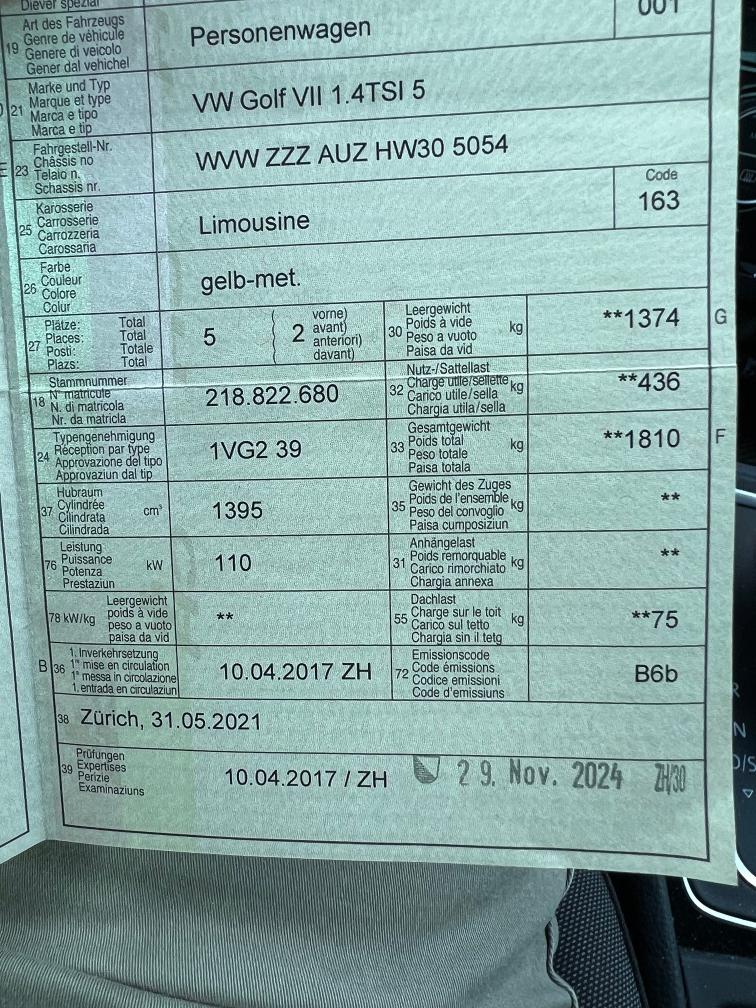 Diever spezial
19 Art des Fahrzeugs
Genre de véhicule
Genere di veicolo
Gener dal vehichel
Personenwagen
001
21 Marke und Typ
Marque et type
Marca e tipo
Marca e tip
VW Golf VII 1.4TSI 5
E 23 Fahrgestell-Nr.
Châssis no
Telaio n.
Schassis nr.
WVW ZZZ AUZ HW30 5054
25 Karosserie
Carrosserie
Carrozzeria
Carossaria
Limousine
Code
163
26 Farbe
Couleur
Colore
Colur
gelb-met.
27 Plätze: Total
Places: Total
Posti: Totale
Plazs: Total
5
2
vorne)
avant)
anteriori)
davant)
30 Leergewicht
Poids à vide
Peso a vuoto
Paisa da vid
kg
**1374
G
18 Stammnummer
N° matricule
N. di matricola
Nr. da matricla
218.822.680
32 Nutz-/Sattellast
Charge utile/sellette
Carico utile/sella
Chargia utila/sella
kg
**436
24 Typengenehmigung
Réception par type
Approvazione del tipo
Approvaziun dal tip
1VG2 39
33 Gesamtgewicht
Poids total
Peso totale
Paisa totala
kg
**1810
F
37 Hubraum
Cylindrée
Cilindrata
Cilindrada
cm³
1395
35 Gewicht des Zuges
Poids de l'ensemble
Peso del convoglio
Paisa cumposiziun
kg
**
76 Leistung
Puissance
Potenza
Prestaziun
kW
110
31 Anhängelast
Poids remorquable
Carico rimorchiato
Chargia annexa
kg
**
78 kW/kg
Leergewicht
poids à vide
peso a vuoto
paisa da vid
**
55 Dachlast
Charge sur le toit
Carico sul tetto
Chargia sin il tetg
kg
**75
B 36 1. Inverkehrsetzung
1re mise en circulation
1a messa in circolazione
1. entrada en circulaziun
10.04.2017 ZH
72 Emissionscode
Code émissions
Codice emissioni
Code d'emissiuns
B6b
38 Zürich, 31.05.2021
39 Prüfungen
Expertises
Perizie
Examinaziuns
10.04.2017 / ZH
29. Nov. 2024 ZH/30
R
N
D/S